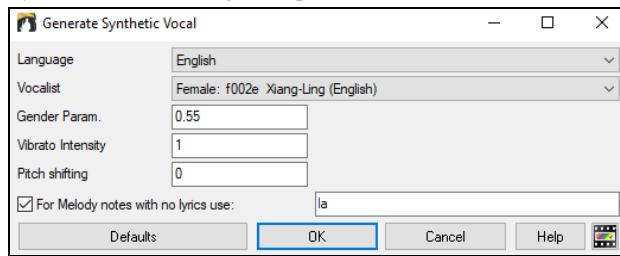 Generate Synthetic Vocal
Language English
Vocalist Female: f002e Xiang-Ling (English)
Gender Param. 0.55
Vibrato Intensity 1
Pitch shifting 0
For Melody notes with no lyrics use: la
Defaults OK Cancel Help